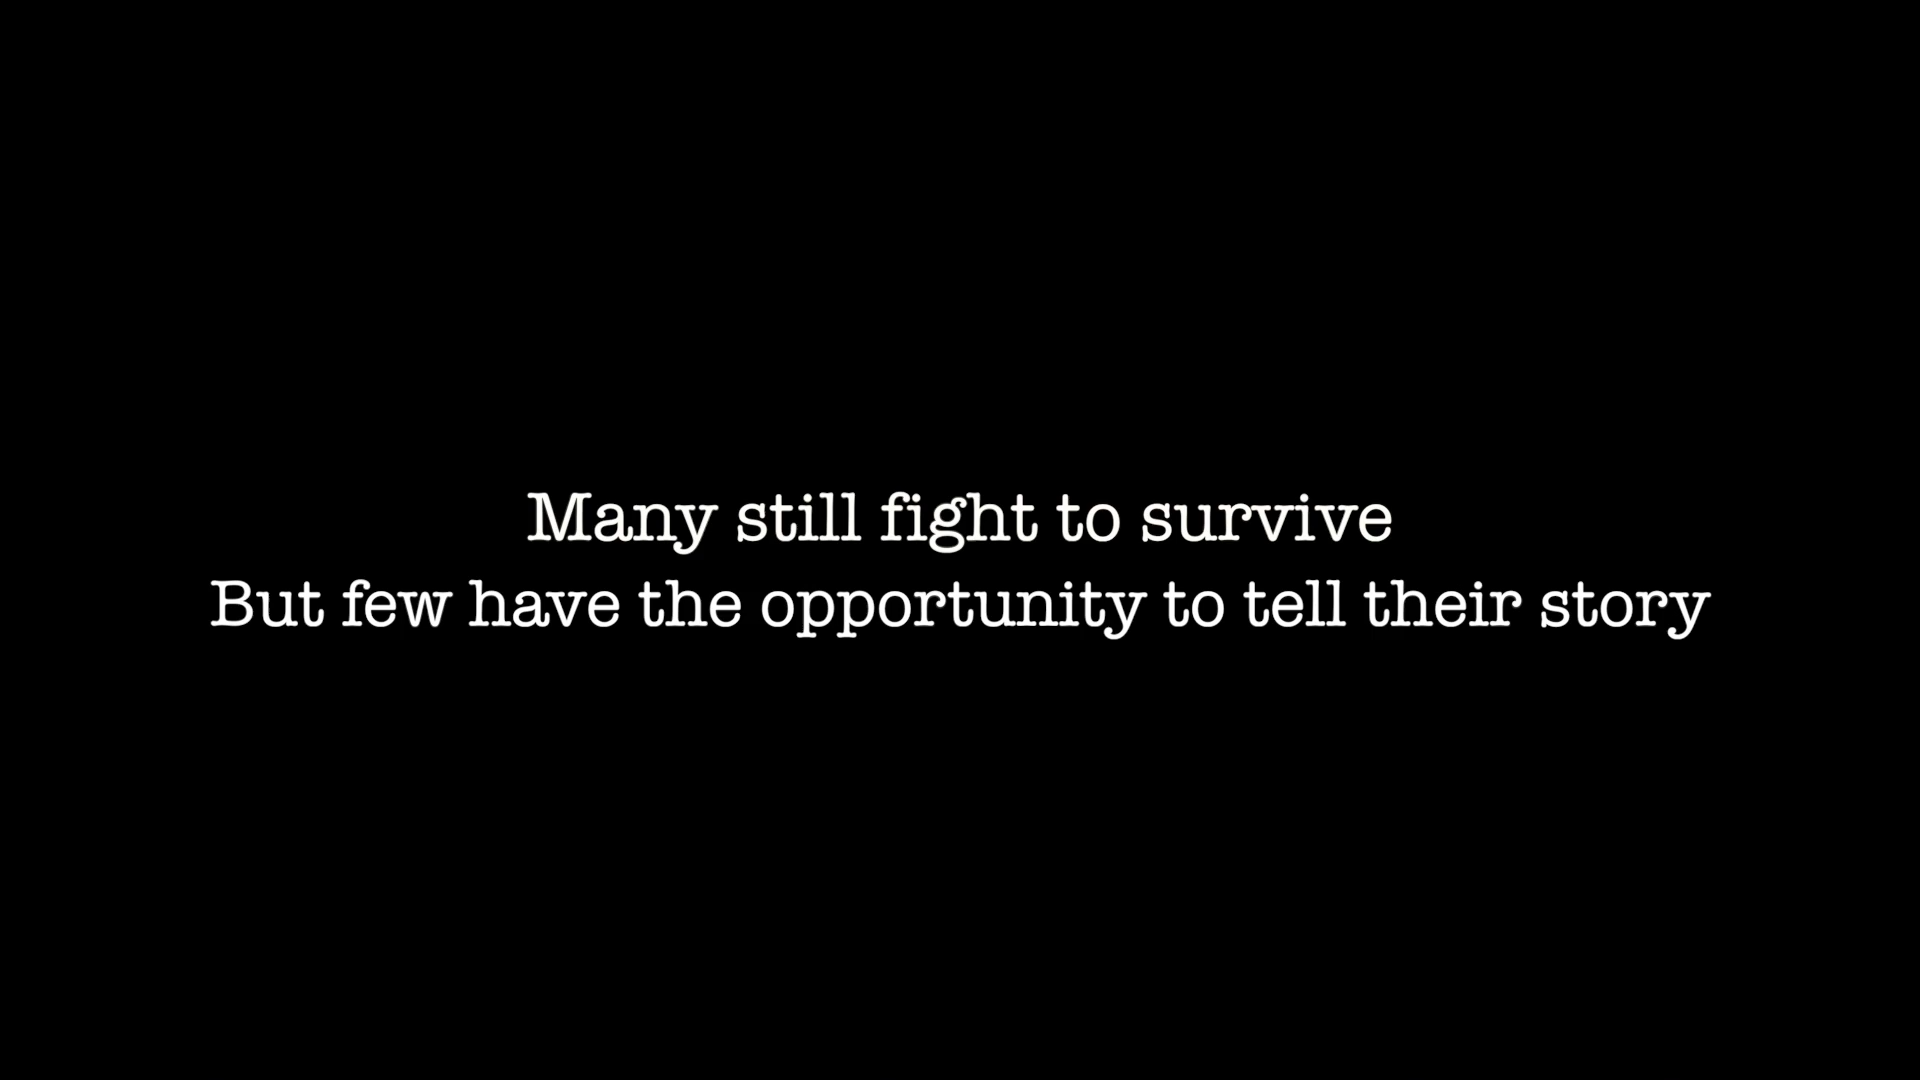 Many still fight to survive
But few have the opportunity to tell their story